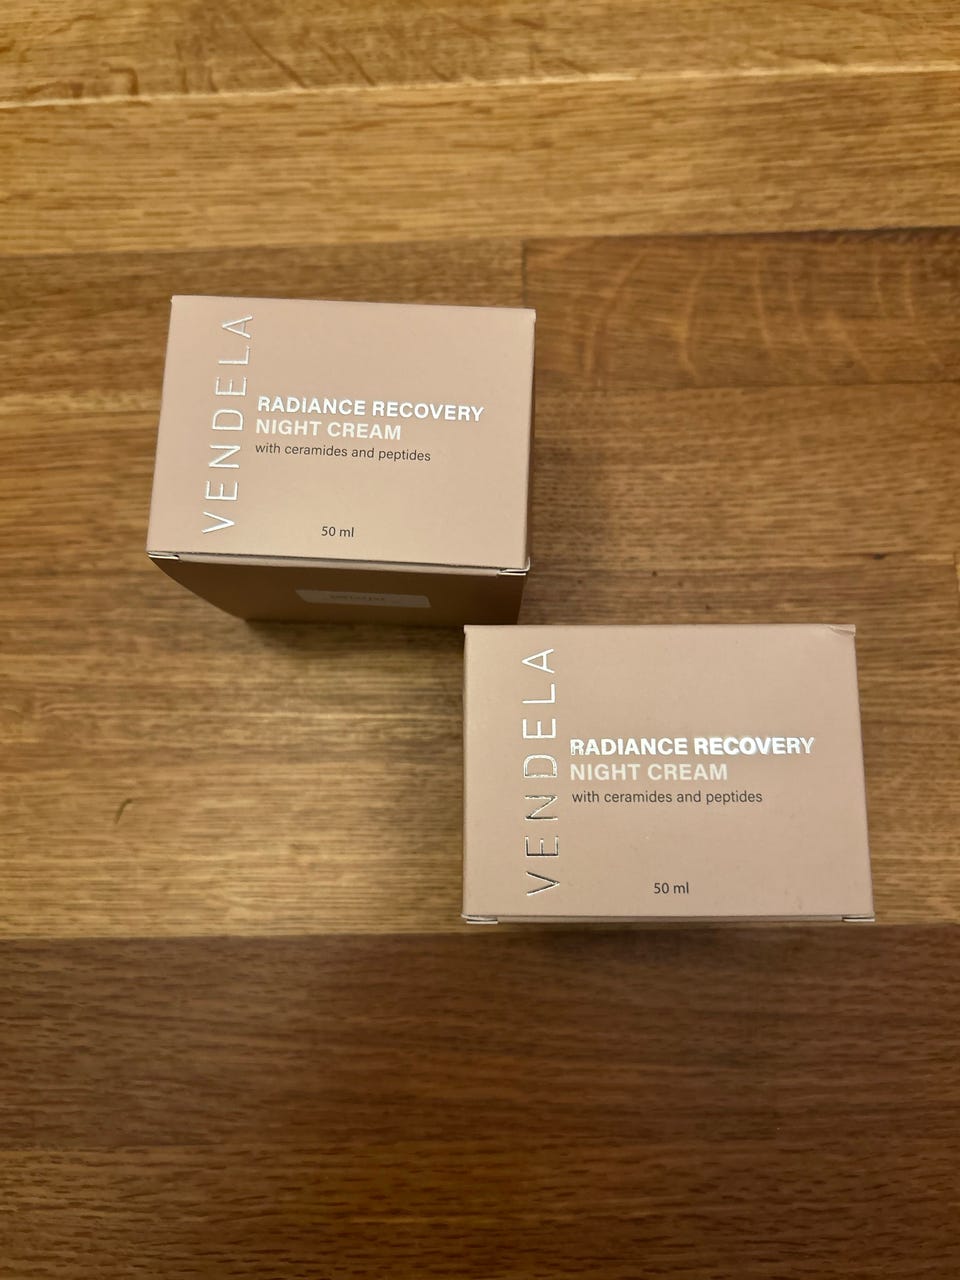 VENDELA
RADIANCE RECOVERY
NIGHT CREAM
with ceramides and peptides
50 ml
VENDELA
RADIANCE RECOVERY
NIGHT CREAM
with ceramides and peptides
50 ml